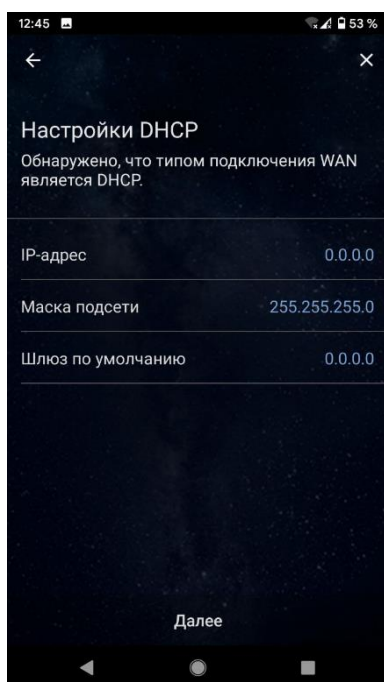 12:45 53 %
Настройки DHCP
Обнаружено, что типом подключения WAN
является DHCP.
IP-адрес 0.0.0.0
Маска подсети 255.255.255.0
Шлюз по умолчанию 0.0.0.0
Далее